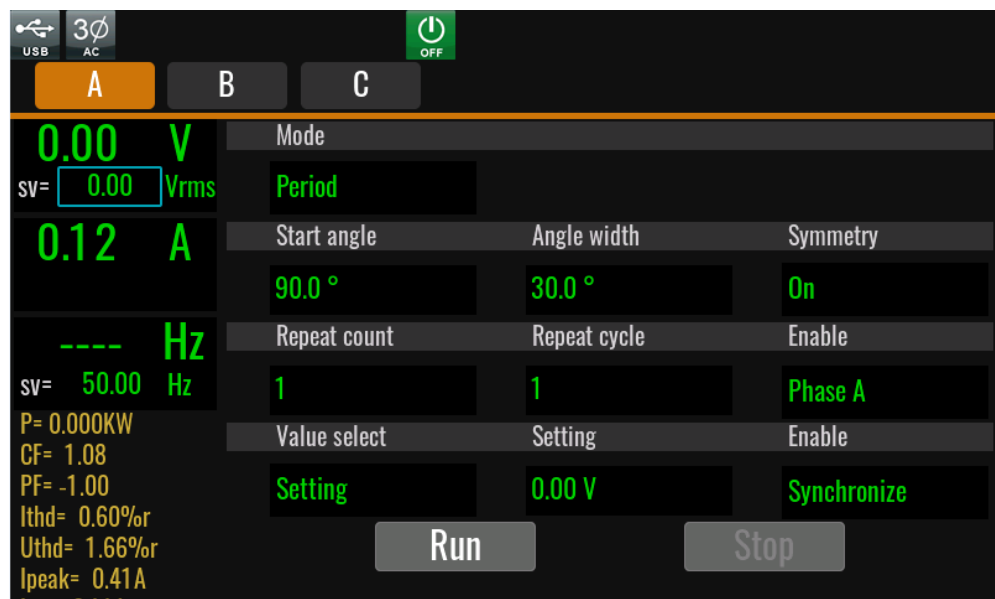 USB
3Ø
AC
OFF
A B C
0.00 V
sv= 0.00 Vrms
0.12 A
---- Hz
sv= 50.00 Hz
P= 0.000KW
CF= 1.08
PF= -1.00
Ithd= 0.60%r
Uthd= 1.66%r
Ipeak= 0.41A
Mode
Period
Start angle Angle width Symmetry
90.0 ° 30.0 ° On
Repeat count Repeat cycle Enable
1 1 Phase A
Value select Setting Enable
Setting 0.00 V Synchronize
Run Stop